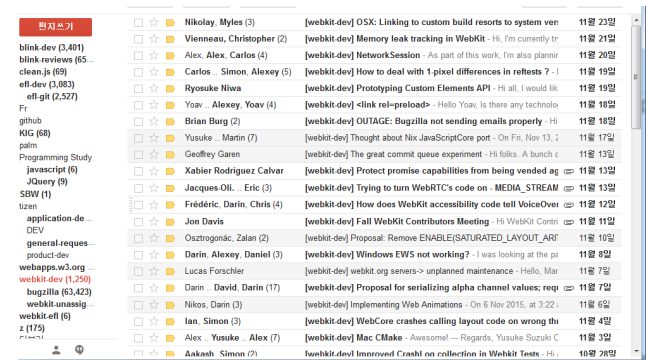 편지쓰기
blink-dev (3,401)
blink-reviews (65...
clean.js (69)
efl-dev (3,083)
efl-git (2,527)
Fr
github
KIG (68)
palm
Programming Study
javascript (6)
JQuery (9)
SBW (1)
tizen
application-de...
DEV
general-reques...
product-dev
webapps.w3.org
webkit-dev (1,250)
bugzilla (63,423)
webkit-unassig...
webkit-efl (6)
z (175)
Nikolay, Myles (3) [webkit-dev] OSX: Linking to custom build resorts to system vers 11월 23일
Vienneau, Christopher (2) [webkit-dev] Memory leak tracking in WebKit - Hi, I'm currently try 11월 21일
Alex, Alex, Carlos (4) [webkit-dev] NetworkSession - As part of this work, I'm also plannin 11월 20일
Carlos .. Simon, Alexey (5) [webkit-dev] How to deal with 1-pixel differences in reftests ? - I 11월 19일
Ryosuke Niwa [webkit-dev] Prototyping Custom Elements API - Hi all, I would lik 11월 19일
Yoav .. Alexey, Yoav (4) [webkit-dev] <link rel=preload> - Hello Yoav, Is there any technolog 11월 18일
Brian Burg (2) [webkit-dev] OUTAGE: Bugzilla not sending emails properly - Hi 11월 18일
Yusuke .. Martin (7) [webkit-dev] Thought about Nix JavaScriptCore port - On Fri, Nov 13, 2 11월 17일
Geoffrey Garen [webkit-dev] The great commit queue experiment - Hi folks. A bunch c 11월 13일
Xabier Rodríguez Calvar [webkit-dev] Protect promise capabilities from being vended ag 11월 13일
Jacques-Oli. .. Eric (3) [webkit-dev] Trying to turn WebRTC's code on - MEDIA_STREAM 11월 13일
Frédéric, Darin, Chris (4) [webkit-dev] How does WebKit accessibility code tell VoiceOver 11월 12일
Jon Davis [webkit-dev] Fall WebKit Contributors Meeting - Hi WebKit Contri 11월 11일
Osztrogonác, Zalan (2) [webkit-dev] Proposal: Remove ENABLE(SATURATED_LAYOUT_ARIT 11월 10일
Darin, Alexey, Daniel (3) [webkit-dev] Windows EWS not working? - I was looking at the pa 11월 8일
Lucas Forschler [webkit-dev] webkit.org servers-> unplanned maintenance - Hello, Mar 11월 7일
Darin .. David, Darin (17) [webkit-dev] Proposal for serializing alpha channel values; requ 11월 7일
Nikos, Darin (3) [webkit-dev] Implementing Web Animations - On 6 Nov 2015, at 3:22 11월 6일
Ian, Simon (3) [webkit-dev] WebCore crashes calling layout code on wrong thr 11월 4일
Alex .. Yusuke .. Alex (7) [webkit-dev] Mac CMake - Awesome! — Regards, Yusuke Suzuki O 11월 3일
Aakash, Simon (2) [webkit-dev] Improved CrashLog collection in Webkit Tests - Hi 10월 28일